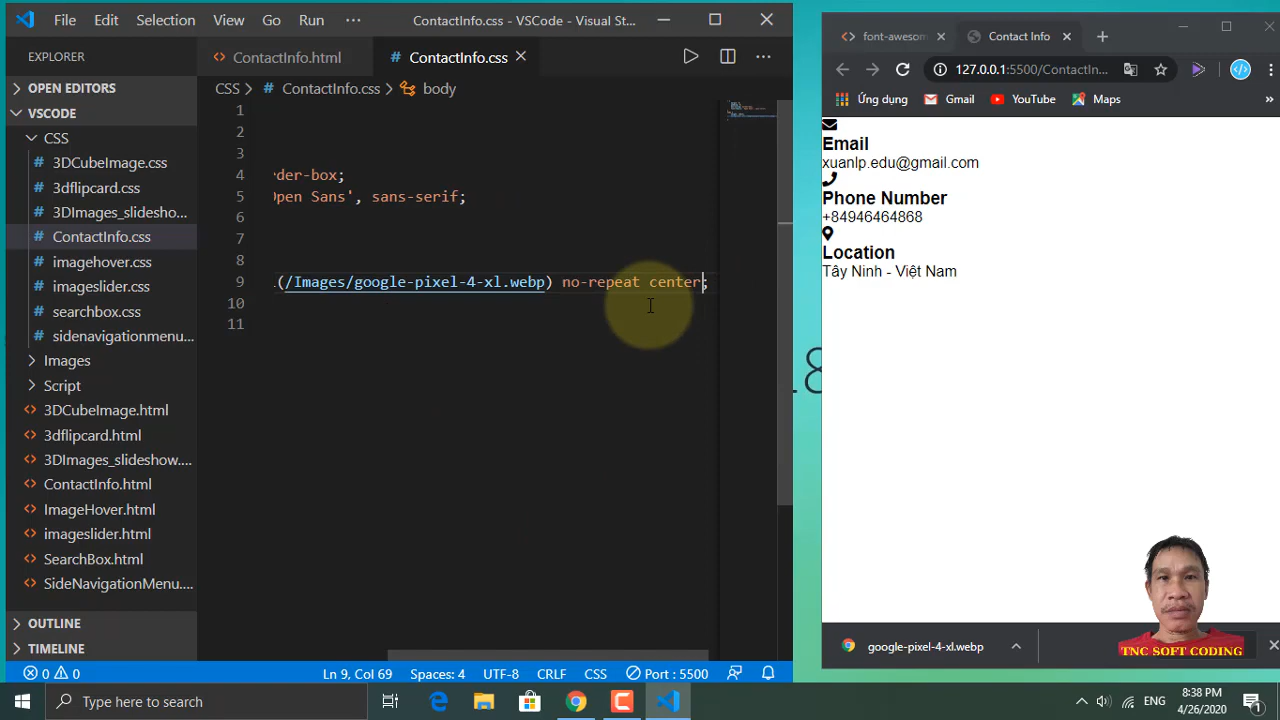 File Edit Selection View Go Run ··· ContactInfo.css - VSCode - Visual St...
EXPLORER
OPEN EDITORS
VSCODE
CSS
3DCubeImage.css
3dflipcard.css
3DImages_slidesho...
ContactInfo.css
imagehover.css
imageslider.css
searchbox.css
sidenavigationmenu...
Images
Script
3DCubeImage.html
3dflipcard.html
3DImages_slideshow....
ContactInfo.html
ImageHover.html
imageslider.html
SearchBox.html
SideNavigationMenu....
OUTLINE
TIMELINE
ContactInfo.html
# ContactInfo.css
CSS > # ContactInfo.css > body
1
2
3
4 der-box;
5 Open Sans', sans-serif;
6
7
8
9 (/Images/google-pixel-4-xl.webp) no-repeat center;
10
11
0 0 Ln 9, Col 69 Spaces: 4 UTF-8 CRLF CSS Port : 5500
font-awesom
Contact Info
127.0.0.1:5500/ContactIn...
Ứng dụng Gmail YouTube Maps »
Email
xuanlp.edu@gmail.com
Phone Number
+84946464868
Location
Tây Ninh - Việt Nam
TNC SOFT CODING
google-pixel-4-xl.webp
Type here to search
ENG
8:38 PM
4/26/2020
1